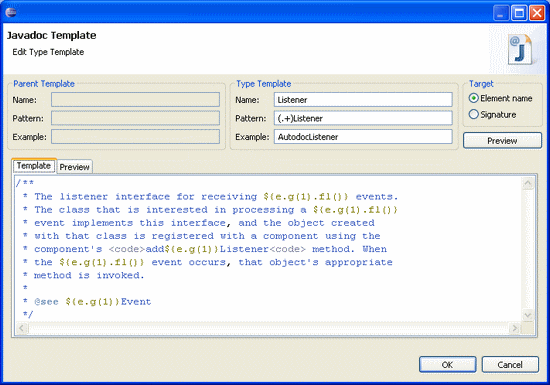 Javadoc Template
Edit Type Template
@
J
Parent Template
Name:
Pattern:
Example:
Type Template
Name: Listener
Pattern: (.+)Listener
Example: AutodocListener
Target
Element name
Signature
Preview
Template Preview
/**
* The listener interface for receiving $(e.g(1).fl()) events.
* The class that is interested in processing a $(e.g(1).fl())
* event implements this interface, and the object created
* with that class is registered with a component using the
* component's <code>add$(e.g(1))Listener<code> method. When
* the $(e.g(1).fl()) event occurs, that object's appropriate
* method is invoked.
*
* @see $(e.g(1))Event
*/
OK Cancel